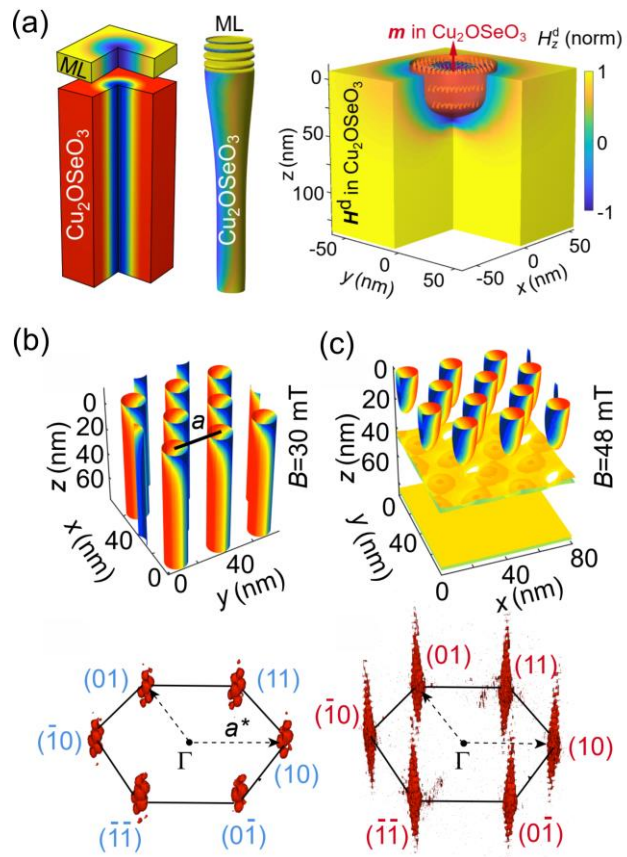 (a)
ML
m in Cu₂OSeO₃
H_z^d (norm)
ML
Cu₂OSeO₃
Cu₂OSeO₃
z (nm)
0
50
100
H^d in Cu₂OSeO₃
1
0
-1
-50
0
50
y (nm)
-50
0
50
x (nm)
(b)
(c)
z (nm)
0
20
40
60
a
B=30 mT
x (nm)
40
0
0
40
y (nm)
z (nm)
0
20
40
60
B=48 mT
y (nm)
40
0
0
40
80
x (nm)
(01)
(11)
(1̄0)
a*
Γ
(10)
(1̄1̄)
(01̄)
(01)
(11)
(1̄0)
Γ
(10)
(1̄1̄)
(01̄)